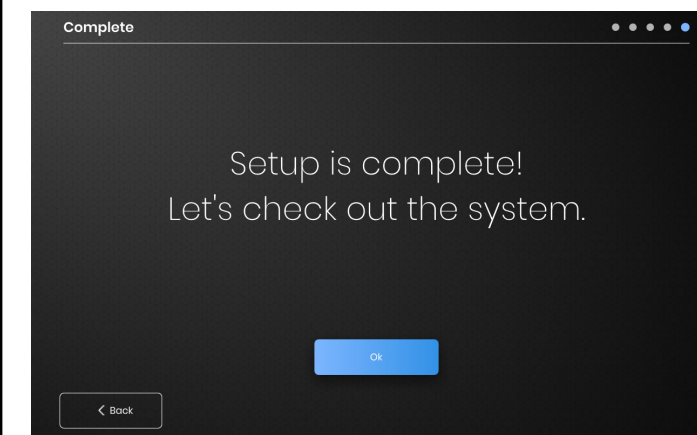 Complete
Setup is complete!
Let's check out the system.
Ok
Back